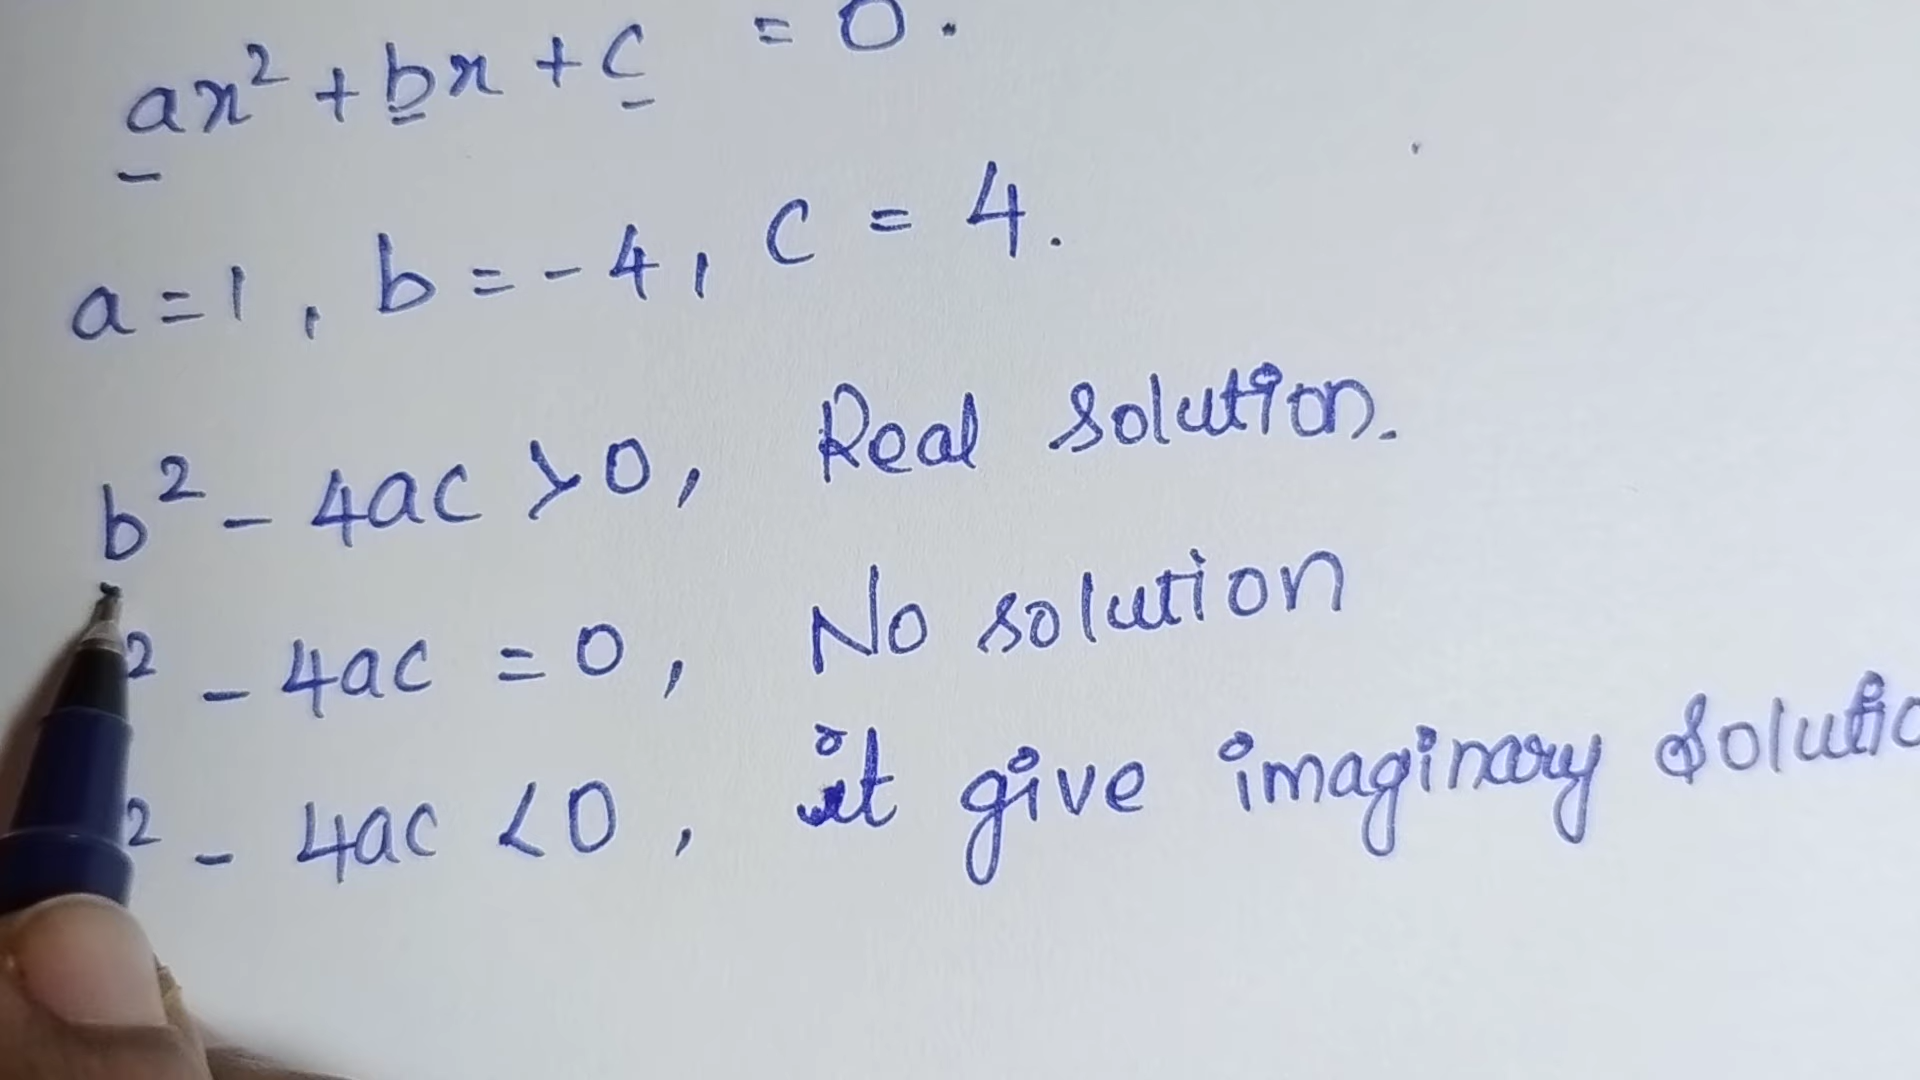 ax² + bx + c = 0.
a = 1, b = -4, c = 4.
b² - 4ac > 0, Real solution.
² - 4ac = 0, No solution
² - 4ac < 0, it give imaginary solutio